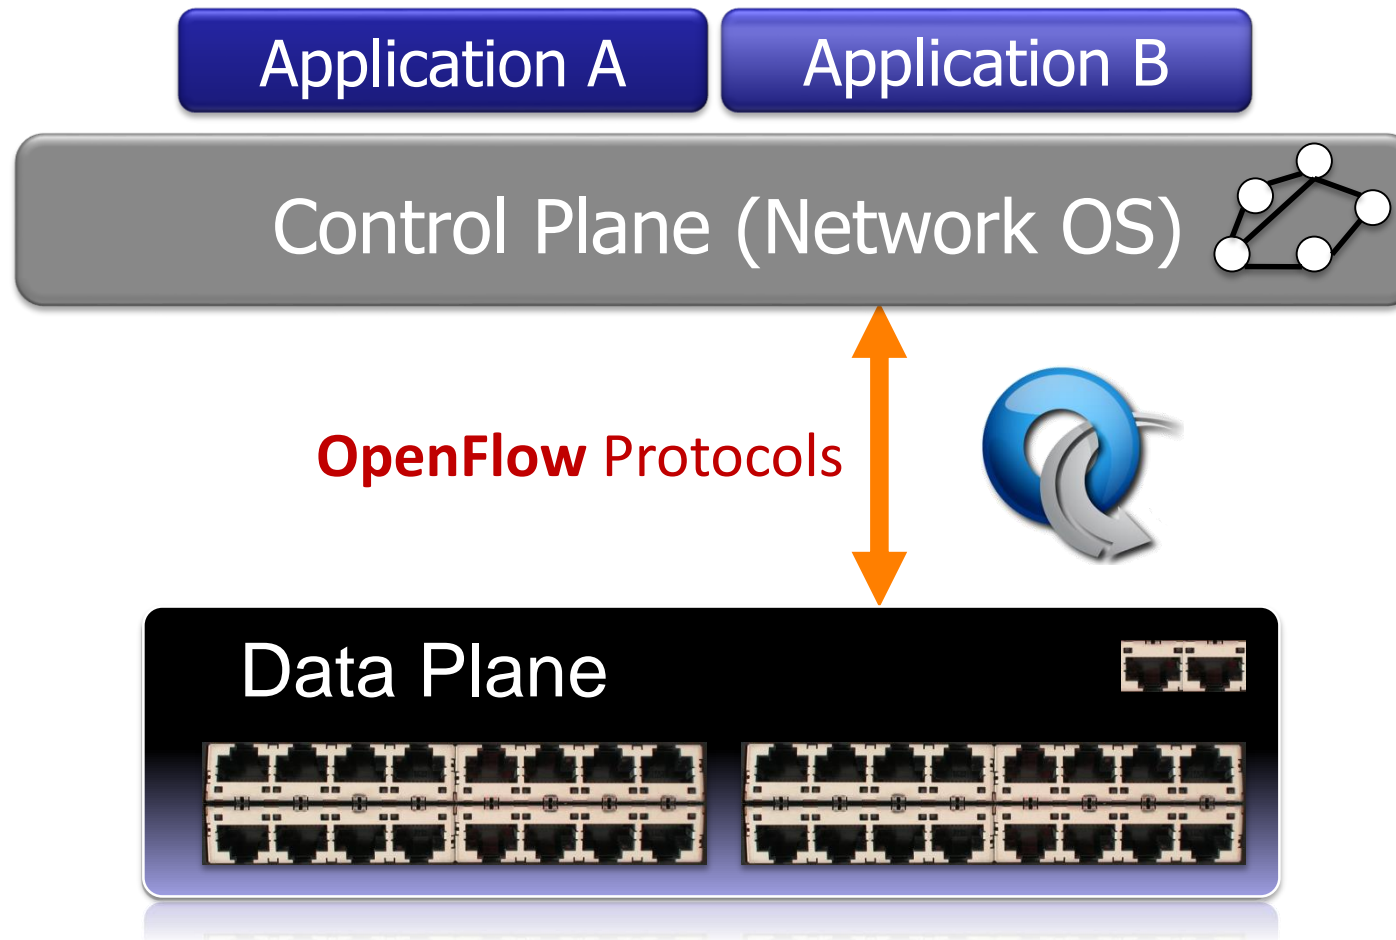 Application A
Application B
Control Plane (Network OS)
OpenFlow Protocols
Data Plane